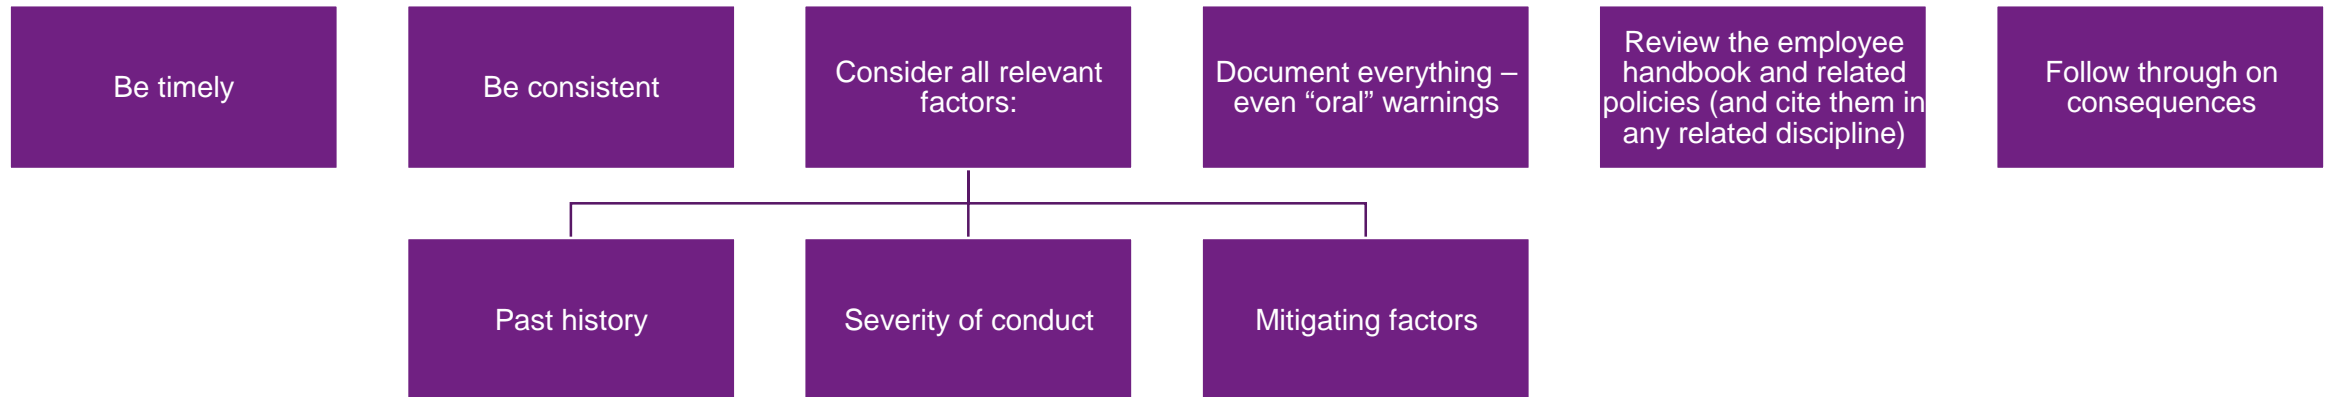 Be timely
Be consistent
Consider all relevant
factors:
Document everything –
even “oral” warnings
Review the employee
handbook and related
policies (and cite them in
any related discipline)
Follow through on
consequences
Past history
Severity of conduct
Mitigating factors